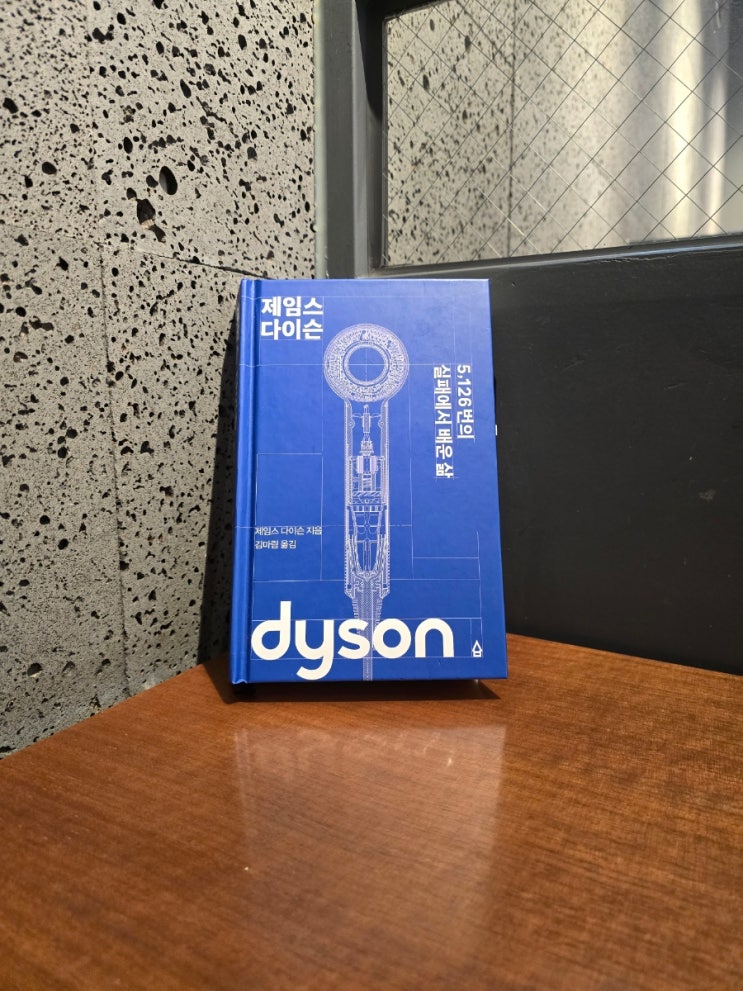 제임스
다이슨
5,126번의
실패에서 배운 삶
제임스 다이슨 지음
김마림 옮김
dyson